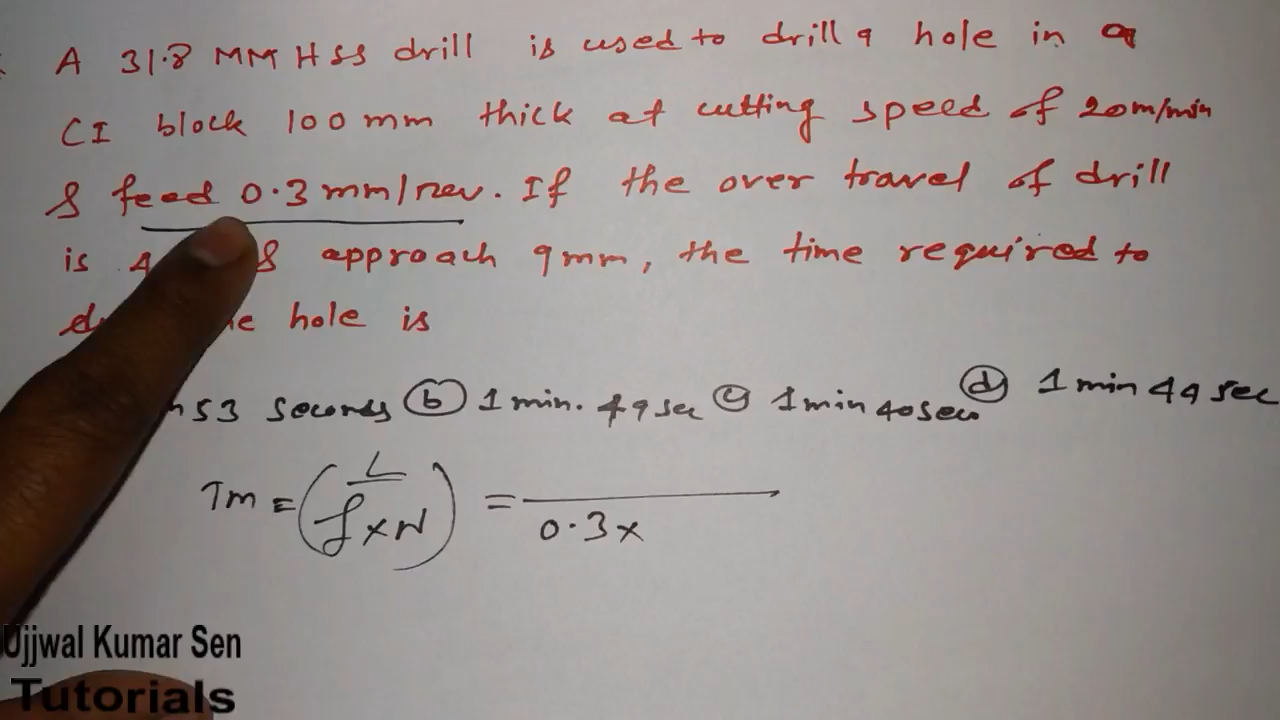 A 31.8 MM HSS drill is used to drill a hole in a
CI block 100 mm thick at cutting speed of 20m/min
& feed 0.3 mm/rev. If the over travel of drill
is 4 & approach 9mm, the time required to
hole is
53 seconds (b) 1 min. 49 sec (c) 1 min 40 sec (d) 1 min 44 sec
Tm = (L/f×N) = /0.3×
Ujjwal Kumar Sen
Tutorials